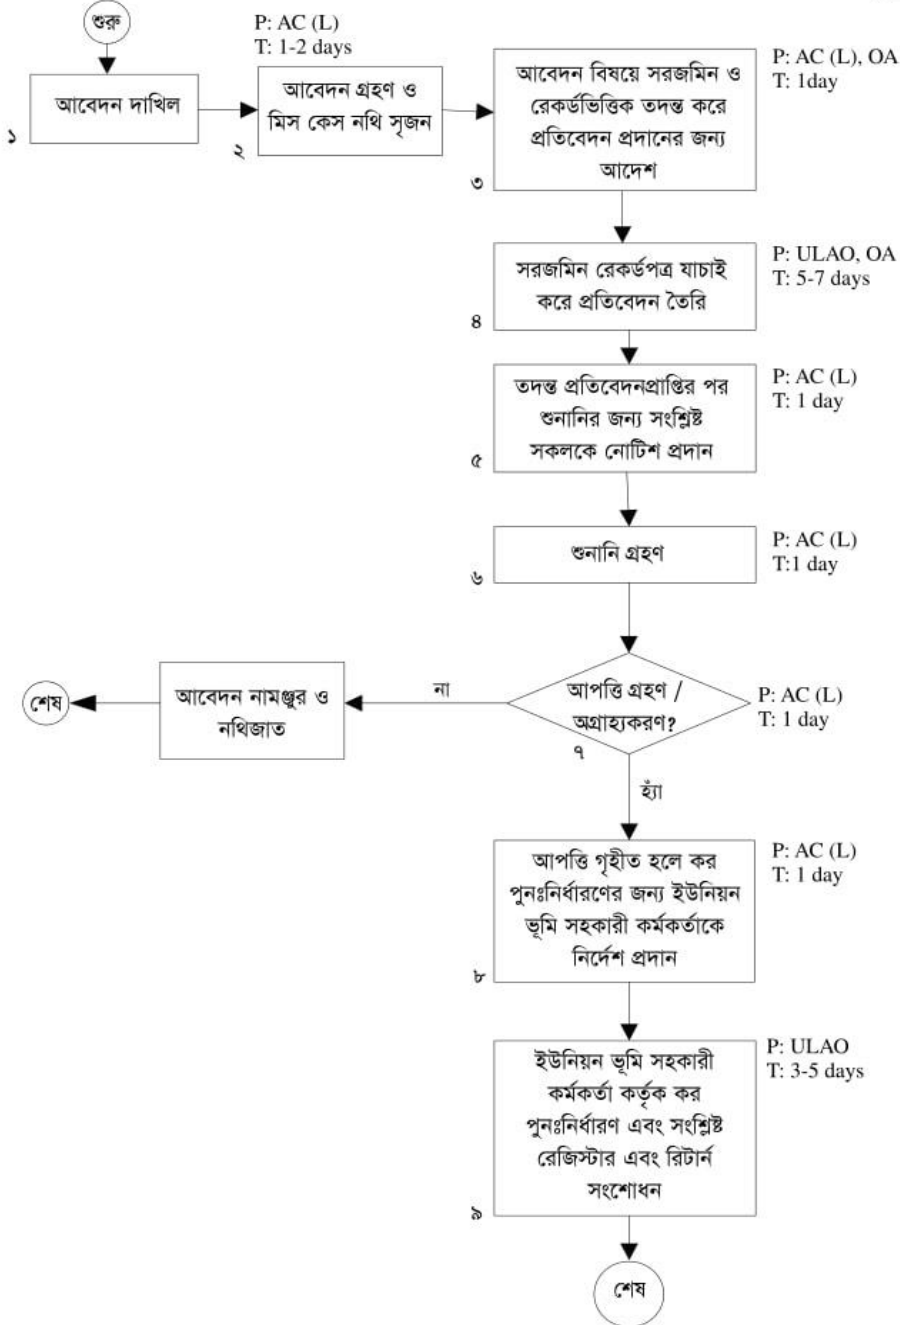 শুরু
আবেদন দাখিল
১
P: AC (L)
T: 1-2 days
আবেদন গ্রহণ ও
মিস কেস নথি সৃজন
২
P: AC (L), OA
T: 1day
আবেদন বিষয়ে সরজমিন ও
রেকর্ডভিত্তিক তদন্ত করে
প্রতিবেদন প্রদানের জন্য
আদেশ
৩
P: ULAO, OA
T: 5-7 days
সরজমিন রেকর্ডপত্র যাচাই
করে প্রতিবেদন তৈরি
৪
P: AC (L)
T: 1 day
তদন্ত প্রতিবেদনপ্রাপ্তির পর
শুনানির জন্য সংশ্লিষ্ট
সকলকে নোটিশ প্রদান
৫
P: AC (L)
T:1 day
শুনানি গ্রহণ
৬
আপত্তি গ্রহণ /
অগ্রাহ্যকরণ?
৭
P: AC (L)
T: 1 day
না
আবেদন নামঞ্জুর ও
নথিজাত
শেষ
হ্যাঁ
P: AC (L)
T: 1 day
আপত্তি গৃহীত হলে কর
পুনঃনির্ধারণের জন্য ইউনিয়ন
ভূমি সহকারী কর্মকর্তাকে
নির্দেশ প্রদান
৮
P: ULAO
T: 3-5 days
ইউনিয়ন ভূমি সহকারী
কর্মকর্তা কর্তৃক কর
পুনঃনির্ধারণ এবং সংশ্লিষ্ট
রেজিস্টার এবং রিটার্ন
সংশোধন
৯
শেষ